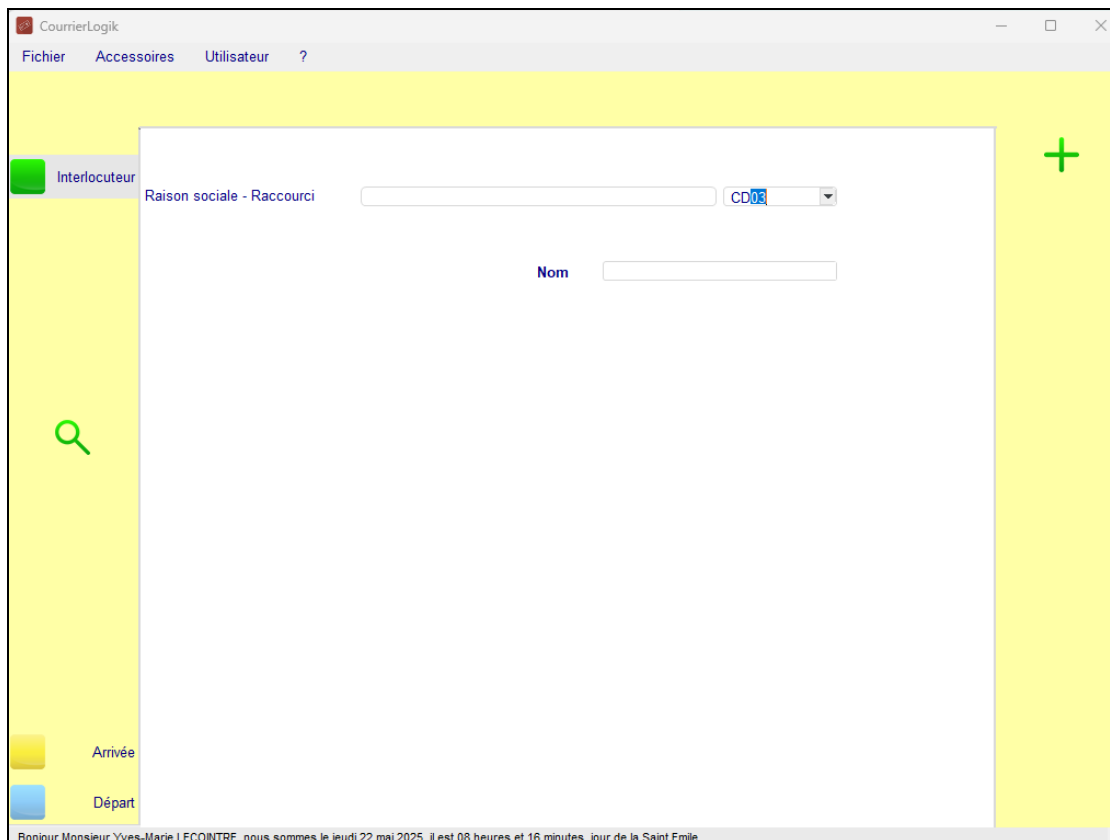 CourrierLogik
Fichier Accessoires Utilisateur ?
Interlocuteur
Raison sociale - Raccourci CD03
Nom
Arrivée
Départ
Bonjour Monsieur Yves-Marie LECOINTRE, nous sommes le jeudi 22 mai 2025, il est 08 heures et 16 minutes, jour de la Saint Emile